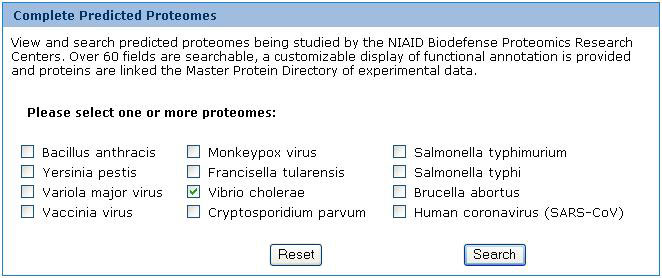 Complete Predicted Proteomes
View and search predicted proteomes being studied by the NIAID Biodefense Proteomics Research
Centers. Over 60 fields are searchable, a customizable display of functional annotation is provided
and proteins are linked the Master Protein Directory of experimental data.
Please select one or more proteomes:
Bacillus anthracis Monkeypox virus Salmonella typhimurium
Yersinia pestis Francisella tularensis Salmonella typhi
Variola major virus Vibrio cholerae Brucella abortus
Vaccinia virus Cryptosporidium parvum Human coronavirus (SARS-CoV)
Reset Search